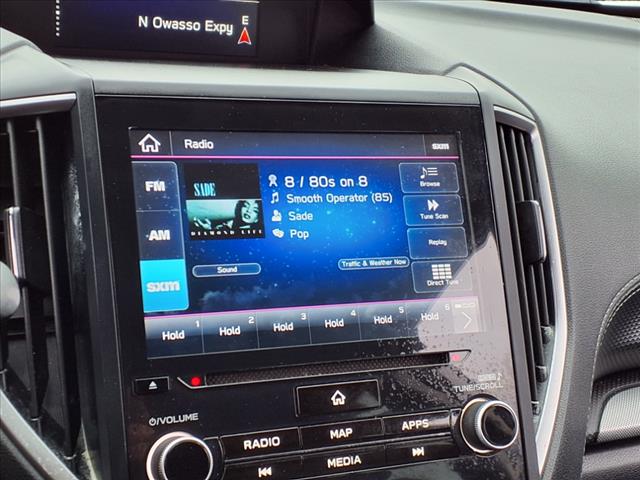 N Owasso Expy
E
Radio
sxm
FM
AM
sxm
SADE
DIAMOND LIFE
8 / 80s on 8
Smooth Operator (85)
Sade
Pop
Browse
Tune Scan
Replay
Direct Tune
Sound
Traffic & Weather Now
Hold 1
Hold 2
Hold 3
Hold 4
Hold 5
Hold 6
TUNE/SCROLL
/VOLUME
RADIO
MAP
APPS
MEDIA